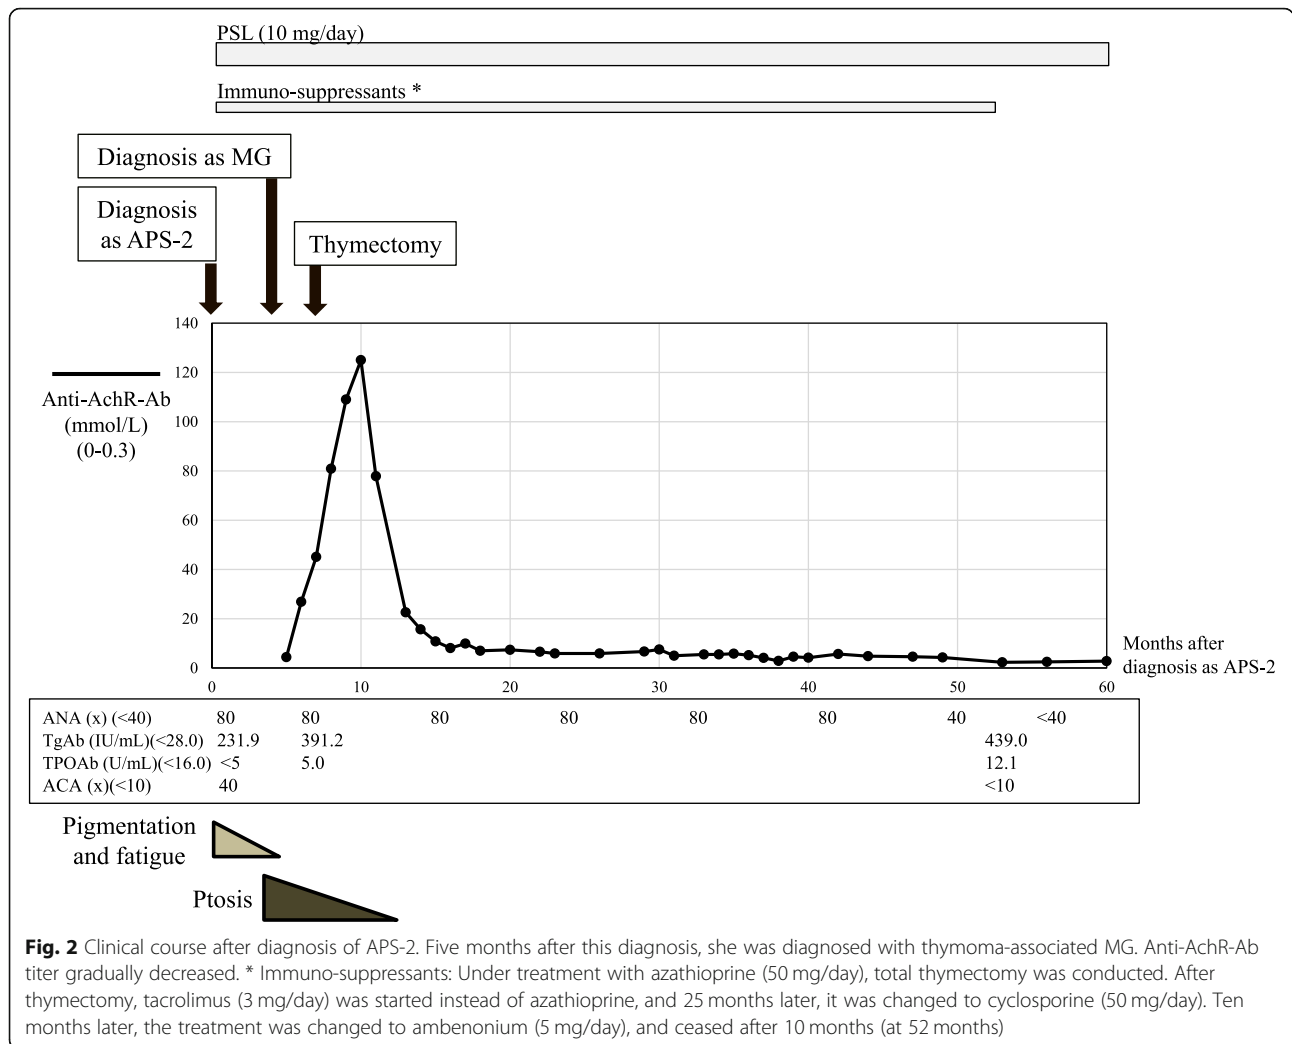 PSL (10 mg/day)
Immuno-suppressants *
Diagnosis as MG
Diagnosis
as APS-2
Thymectomy
140
120
100
80
60
40
20
0
Anti-AchR-Ab
(mmol/L)
(0-0.3)
0 10 20 30 40 50 60
Months after
diagnosis as APS-2
ANA (x) (<40) 80 80 80 80 80 80 40 <40
TgAb (IU/mL)(<28.0) 231.9 391.2 439.0
TPOAb (U/mL)(<16.0) <5 5.0 12.1
ACA (x)(<10) 40 <10
Pigmentation
and fatigue
Ptosis
Fig. 2 Clinical course after diagnosis of APS-2. Five months after this diagnosis, she was diagnosed with thymoma-associated MG. Anti-AchR-Ab
titer gradually decreased. * Immuno-suppressants: Under treatment with azathioprine (50 mg/day), total thymectomy was conducted. After
thymectomy, tacrolimus (3 mg/day) was started instead of azathioprine, and 25 months later, it was changed to cyclosporine (50 mg/day). Ten
months later, the treatment was changed to ambenonium (5 mg/day), and ceased after 10 months (at 52 months)